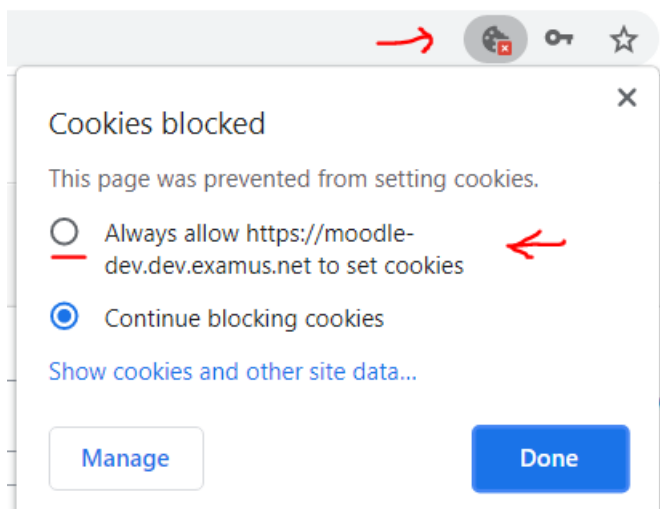 Cookies blocked
This page was prevented from setting cookies.
Always allow https://moodle-
dev.dev.examus.net to set cookies
Continue blocking cookies
Show cookies and other site data...
Manage
Done